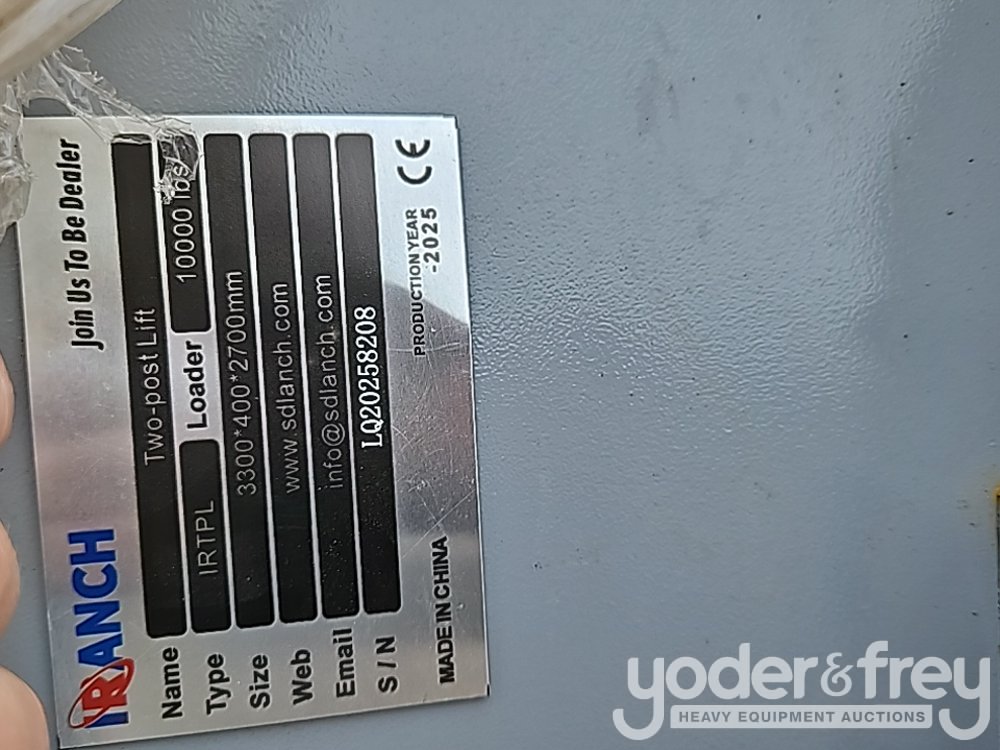 IRANCH
Join Us To Be Dealer
Name Two-post Lift
Type IRTPL Loader 10000 lbs
Size 3300*400*2700mm
Web www.sdlanch.com
Email info@sdlanch.com
S / N LQ20258208
MADE IN CHINA PRODUCTION YEAR
-2025
CE
yoder&frey
HEAVY EQUIPMENT AUCTIONS